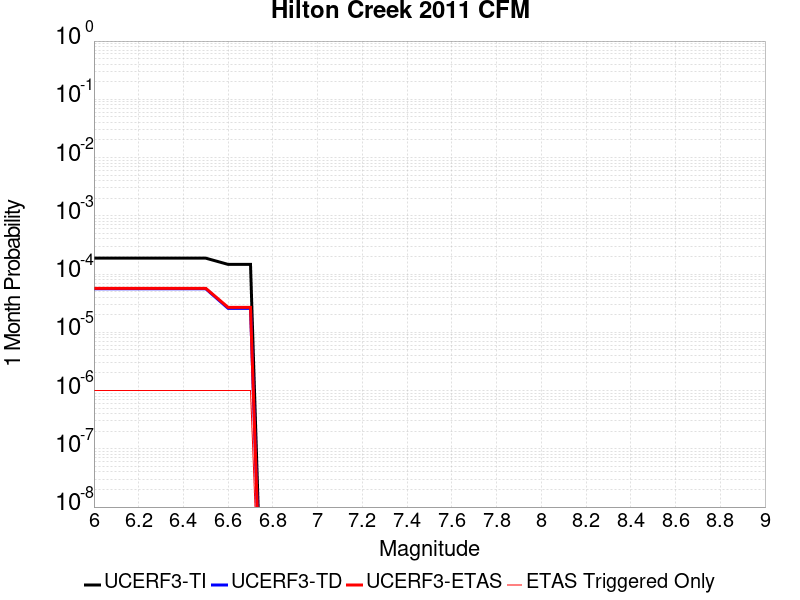 Hilton Creek 2011 CFM
10^0
10^-1
10^-2
10^-3
10^-4
10^-5
10^-6
10^-7
10^-8
1 Month Probability
6 6.2 6.4 6.6 6.8 7 7.2 7.4 7.6 7.8 8 8.2 8.4 8.6 8.8 9
Magnitude
UCERF3-TI UCERF3-TD UCERF3-ETAS ETAS Triggered Only